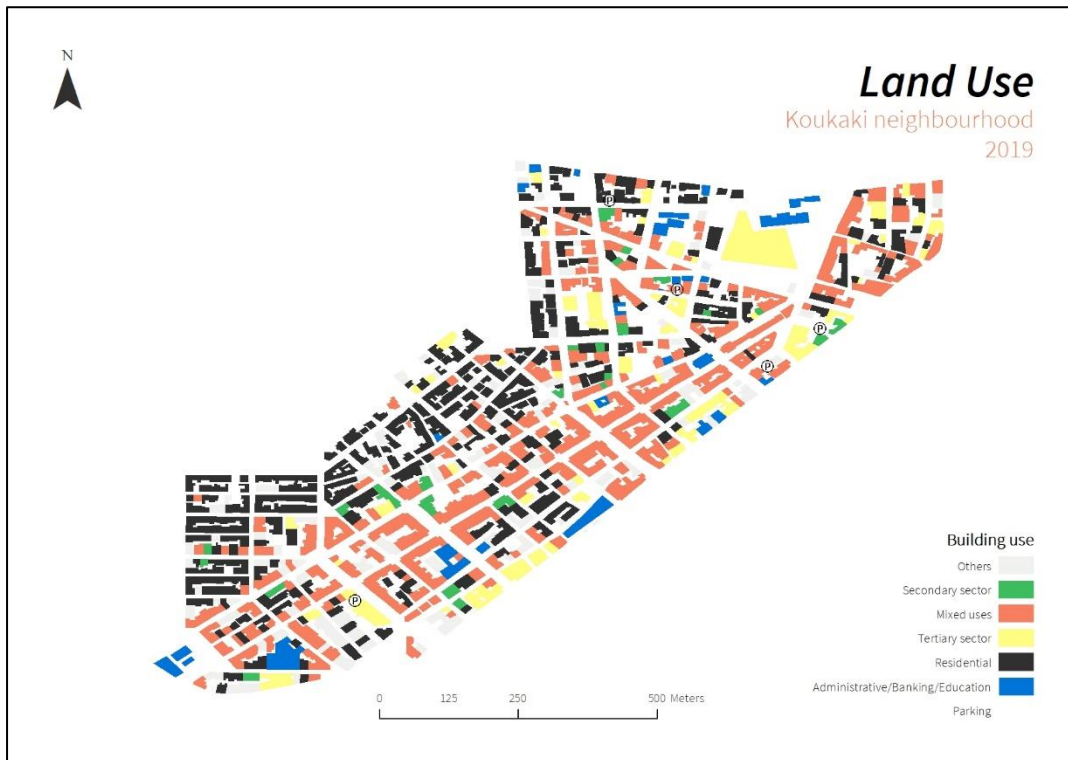 N
Land Use
Koukaki neighbourhood
2019
P
P
P
P
P
Building use
Others
Secondary sector
Mixed uses
Tertiary sector
Residential
Administrative/Banking/Education
Parking
0 125 250 500 Meters